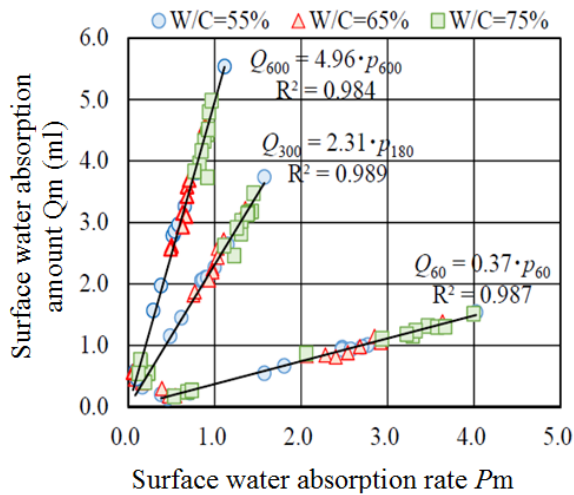 W/C=55% W/C=65% W/C=75%
6.0
5.0
4.0
3.0
2.0
1.0
0.0
Q600 = 4.96·p600
R² = 0.984
Q300 = 2.31·p180
R² = 0.989
Q60 = 0.37·p60
R² = 0.987
0.0 1.0 2.0 3.0 4.0 5.0
Surface water absorption
amount Qm (ml)
Surface water absorption rate Pm